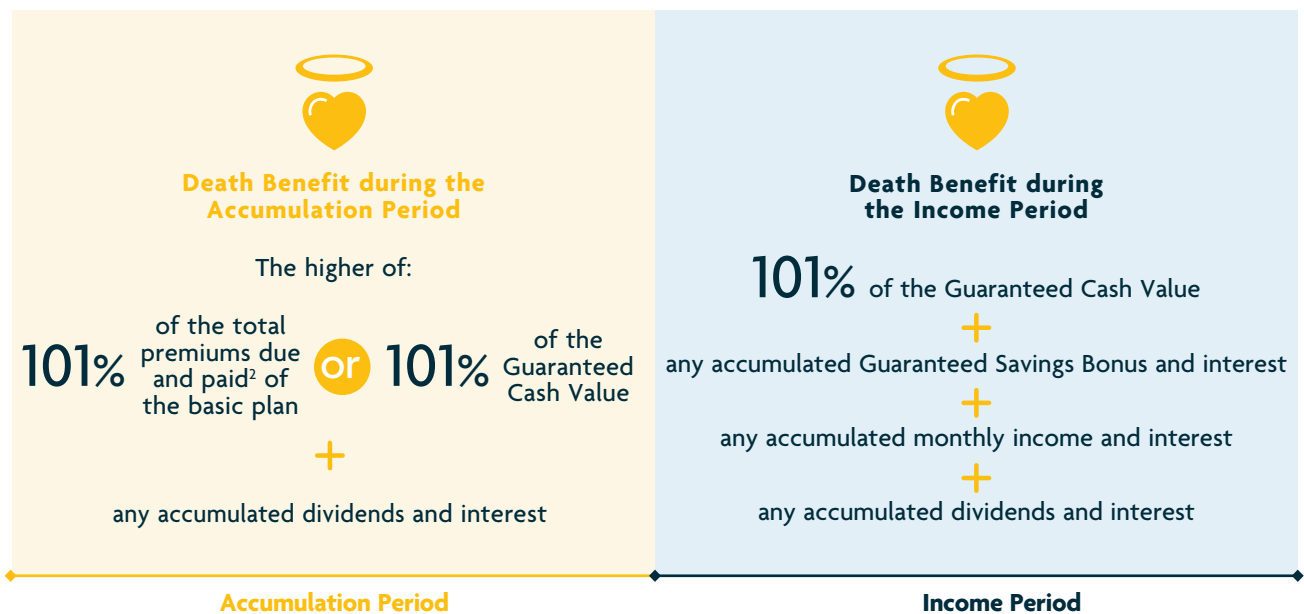 Death Benefit during the
Accumulation Period
The higher of:
101%
of the total
premiums due
and paid² of
the basic plan
or
101%
of the
Guaranteed
Cash Value
+
any accumulated dividends and interest
Accumulation Period
Death Benefit during
the Income Period
101% of the Guaranteed Cash Value
+
any accumulated Guaranteed Savings Bonus and interest
+
any accumulated monthly income and interest
+
any accumulated dividends and interest
Income Period